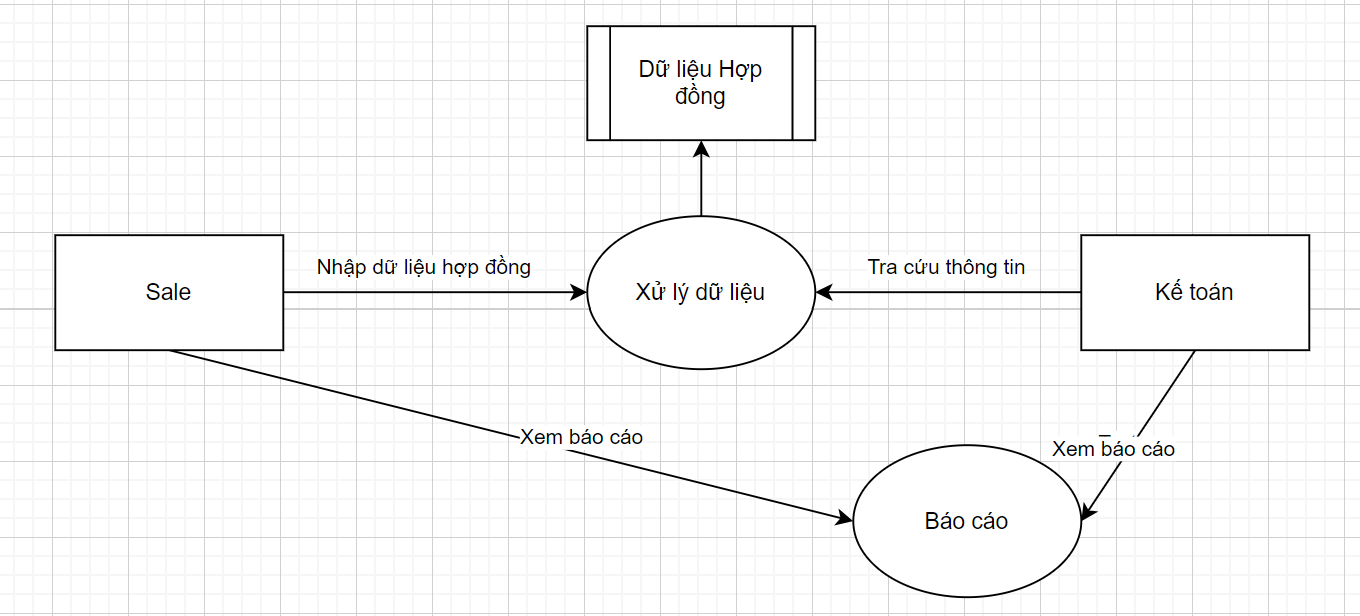 Dữ liệu Hợp
đồng
Nhập dữ liệu hợp đồng
Tra cứu thông tin
Sale
Xử lý dữ liệu
Kế toán
Xem báo cáo
Xem báo cáo
Báo cáo